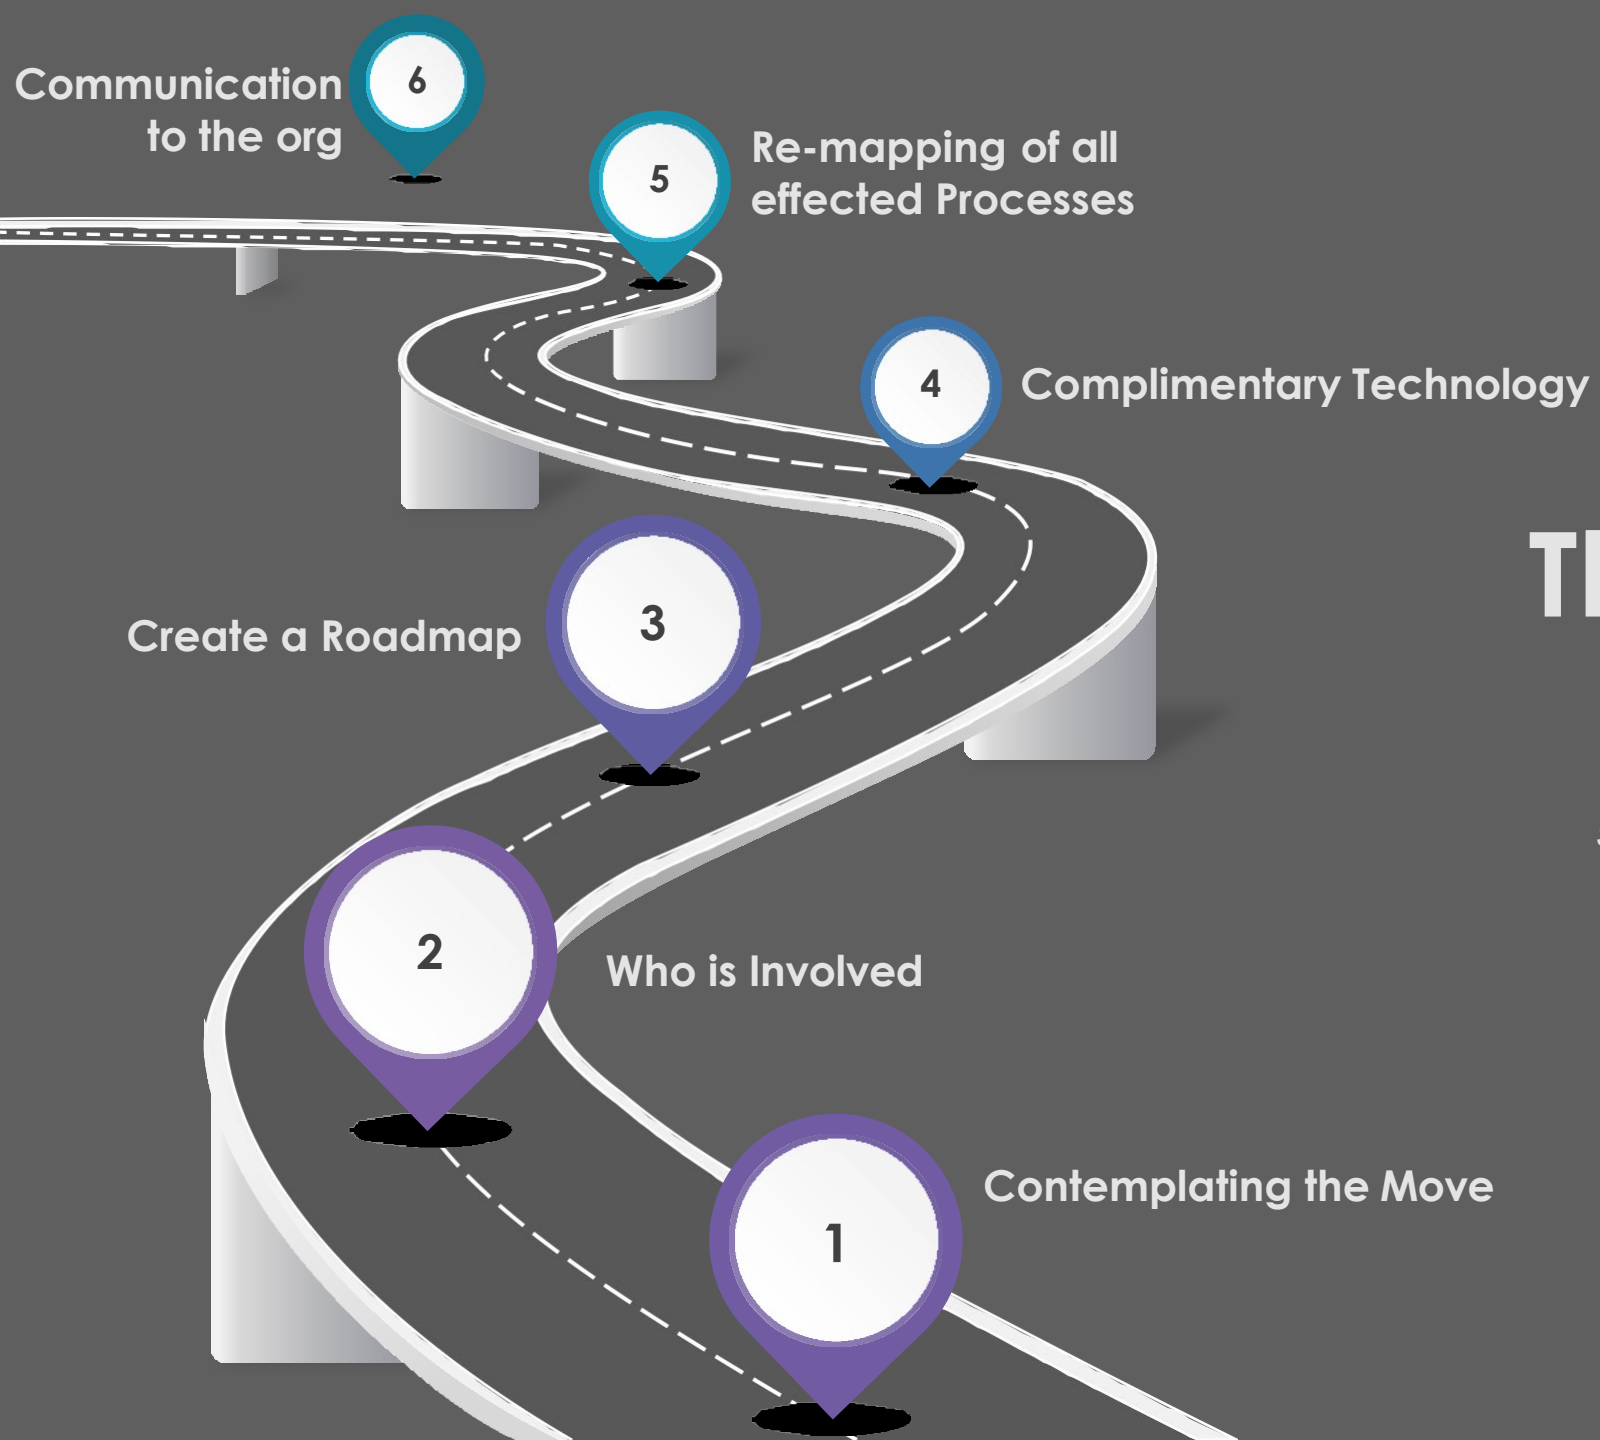 6
Communication
to the org
5
Re-mapping of all
effected Processes
4
Complimentary Technology
3
Create a Roadmap
2
Who is Involved
1
Contemplating the Move